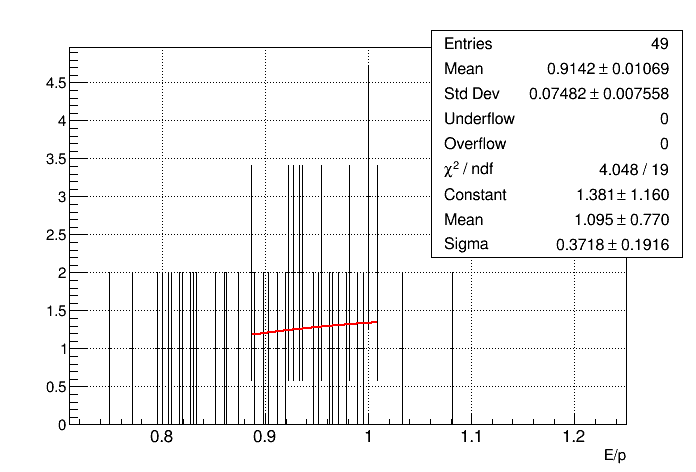 Entries 49
Mean 0.9142 ± 0.01069
Std Dev 0.07482 ± 0.007558
Underflow 0
Overflow 0
χ² / ndf 4.048 / 19
Constant 1.381 ± 1.160
Mean 1.095 ± 0.770
Sigma 0.3718 ± 0.1916
4.5
4
3.5
3
2.5
2
1.5
1
0.5
0
0.8 0.9 1 1.1 1.2
E/p